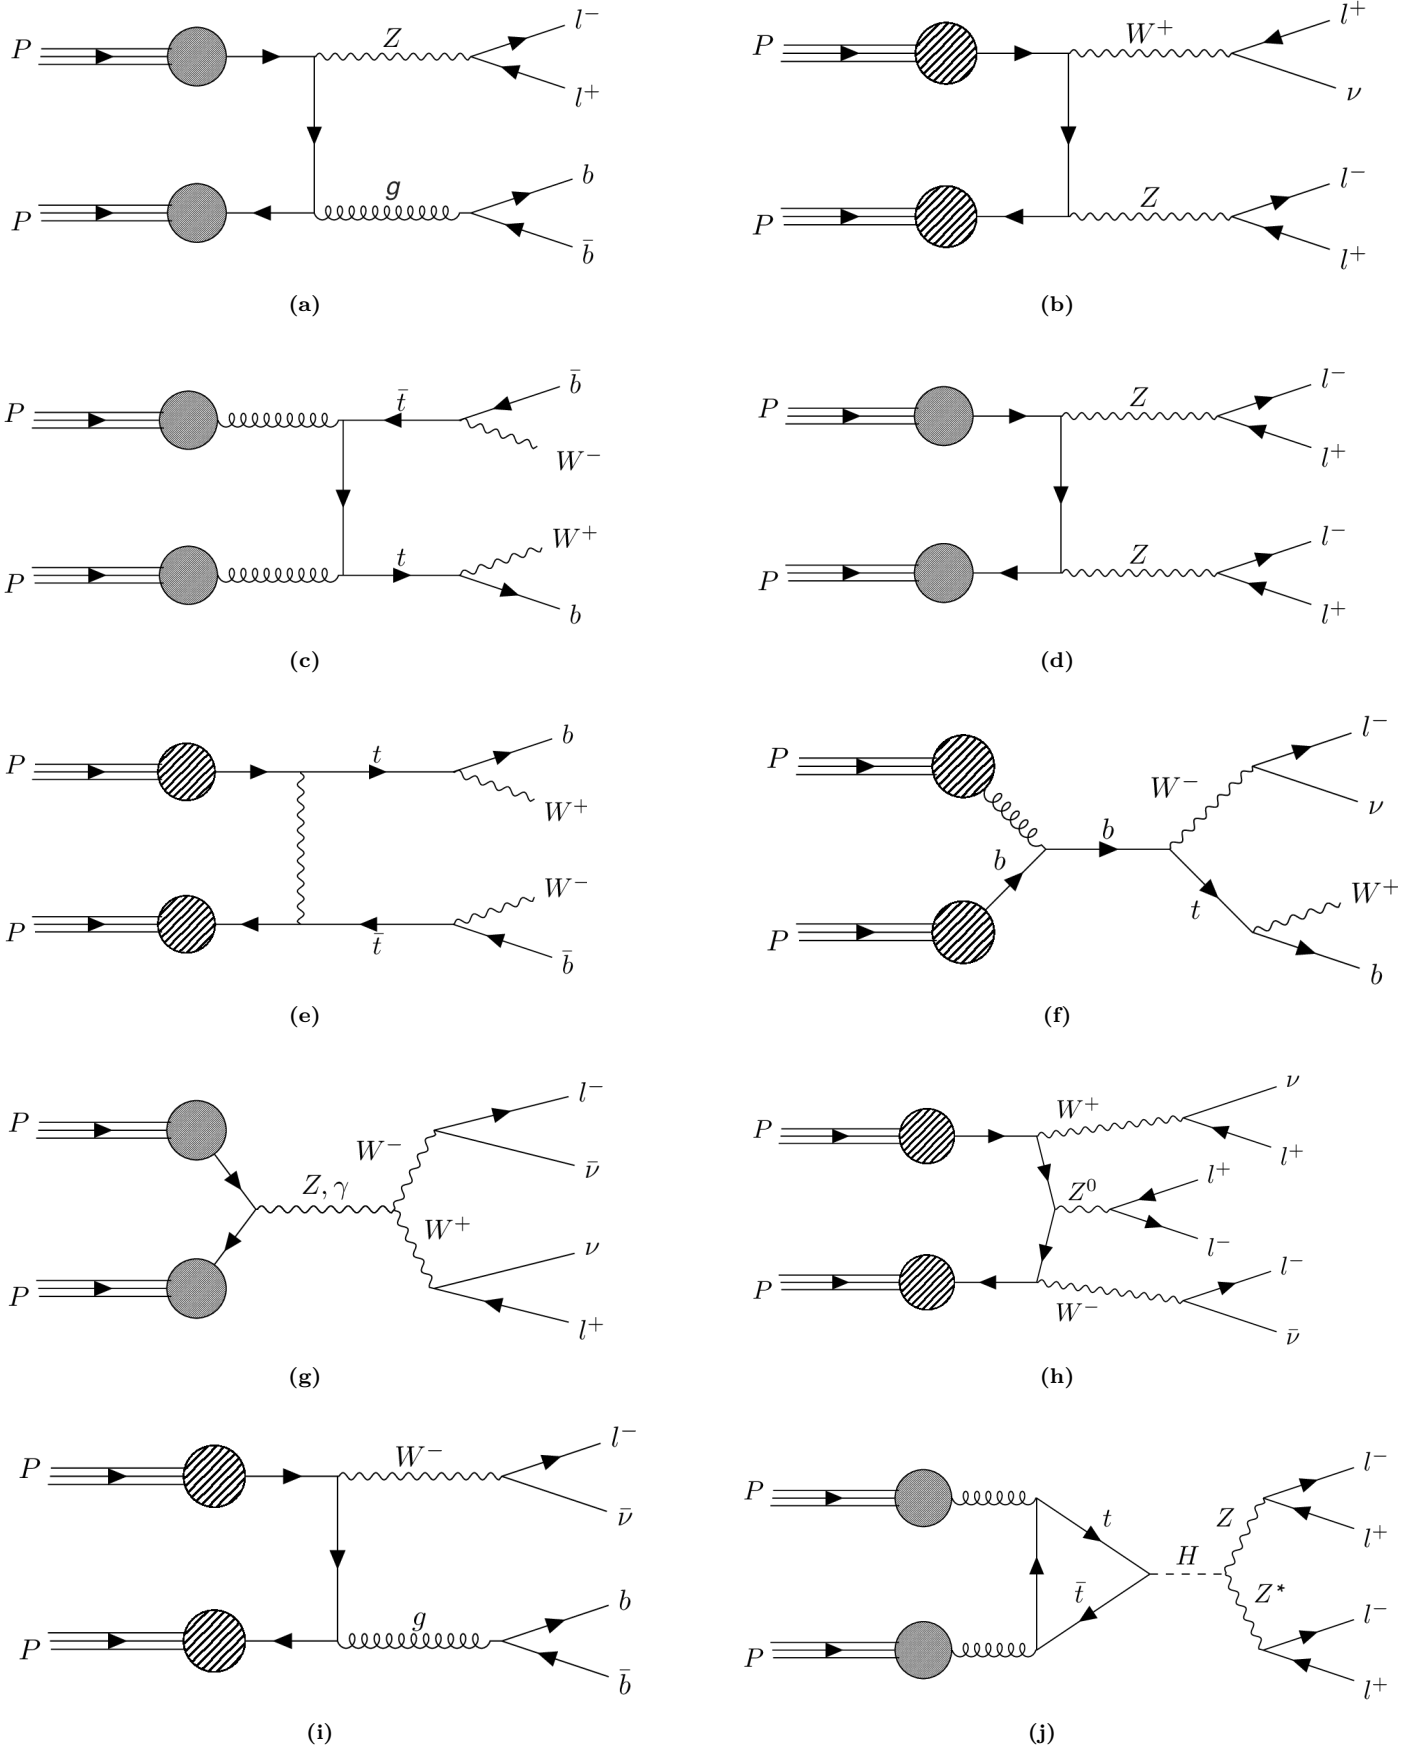 P Z l⁻
l⁺
P g b
b̄
(a)
P W⁺ l⁺
ν
P Z l⁻
l⁺
(b)
P t̄ b̄
W⁻
P t W⁺
b
(c)
P Z l⁻
l⁺
P Z l⁻
l⁺
(d)
P t b
W⁺
P t̄ W⁻
b̄
(e)
P W⁻ l⁻
ν
b b
P t W⁺
b
(f)
P W⁻ l⁻
ν̄
Z, γ
P W⁺ ν
l⁺
(g)
P W⁺ ν
l⁺
Z⁰ l⁺
l⁻
P W⁻ l⁻
ν̄
(h)
P W⁻ l⁻
ν̄
P g b
b̄
(i)
P t Z l⁻
l⁺
H
P t̄ Z* l⁻
l⁺
(j)